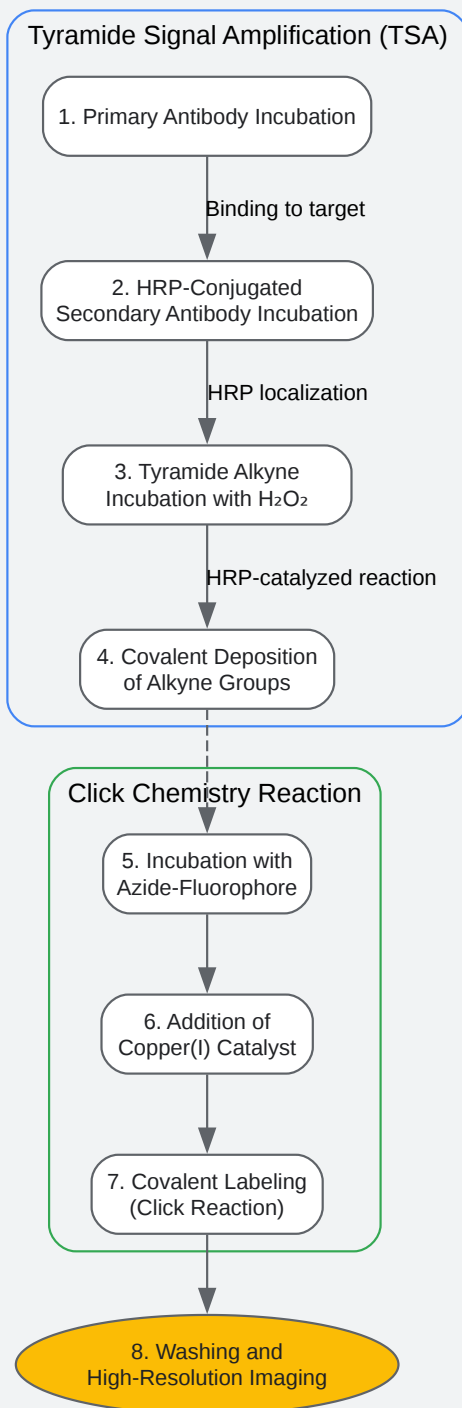 Tyramide Signal Amplification (TSA)
1. Primary Antibody Incubation
Binding to target
2. HRP-Conjugated
Secondary Antibody Incubation
HRP localization
3. Tyramide Alkyne
Incubation with H₂O₂
HRP-catalyzed reaction
4. Covalent Deposition
of Alkyne Groups
Click Chemistry Reaction
5. Incubation with
Azide-Fluorophore
6. Addition of
Copper(I) Catalyst
7. Covalent Labeling
(Click Reaction)
8. Washing and
High-Resolution Imaging